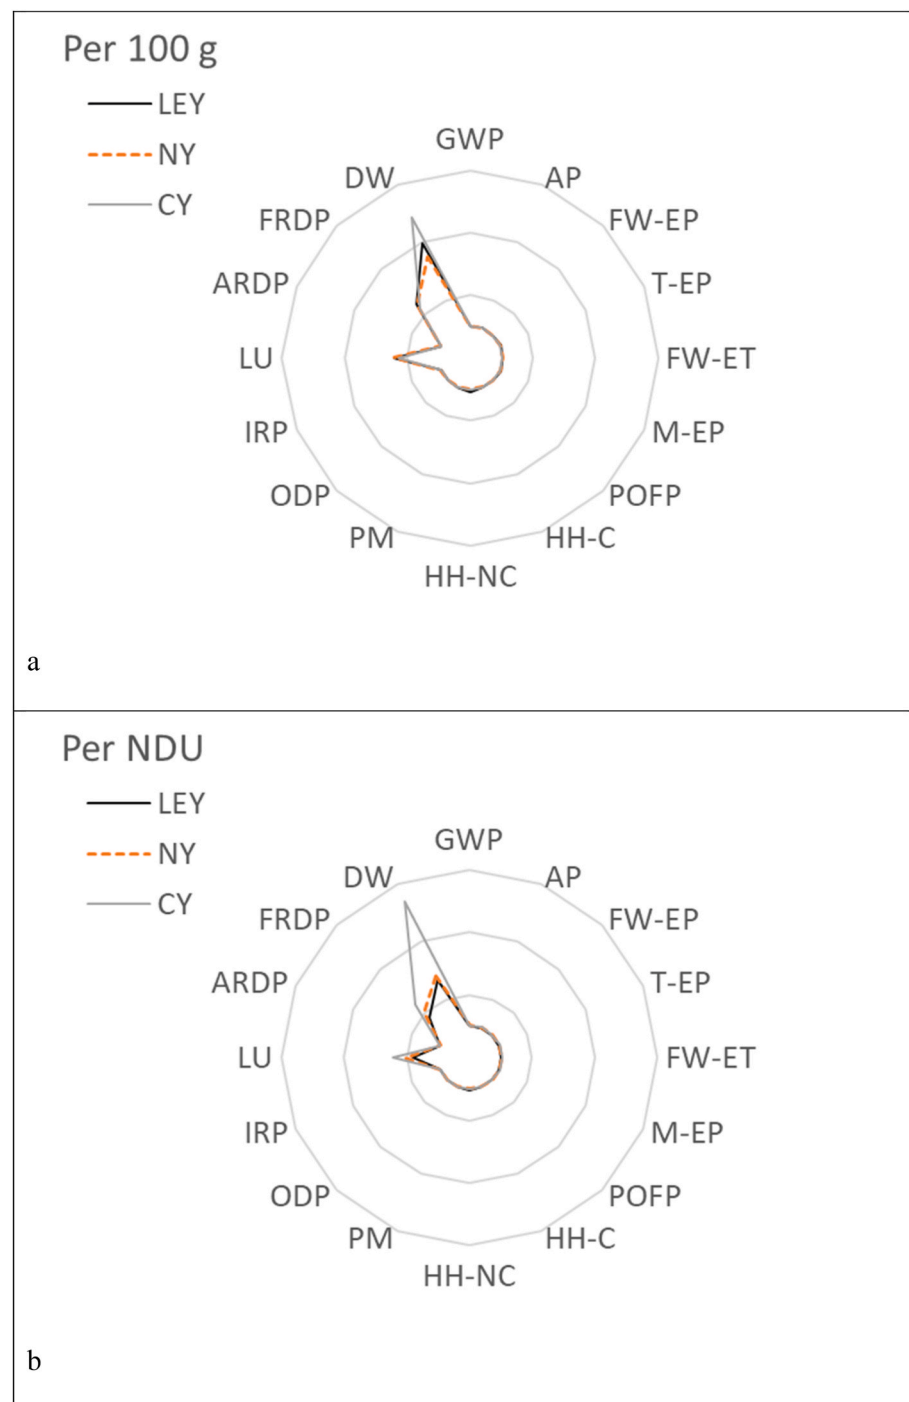 Per 100 g
LEY
NY
CY
GWP
AP
FW-EP
T-EP
FW-ET
M-EP
POFP
HH-C
HH-NC
PM
ODP
IRP
LU
ARDP
FRDP
DW
a
Per NDU
LEY
NY
CY
GWP
AP
FW-EP
T-EP
FW-ET
M-EP
POFP
HH-C
HH-NC
PM
ODP
IRP
LU
ARDP
FRDP
DW
b